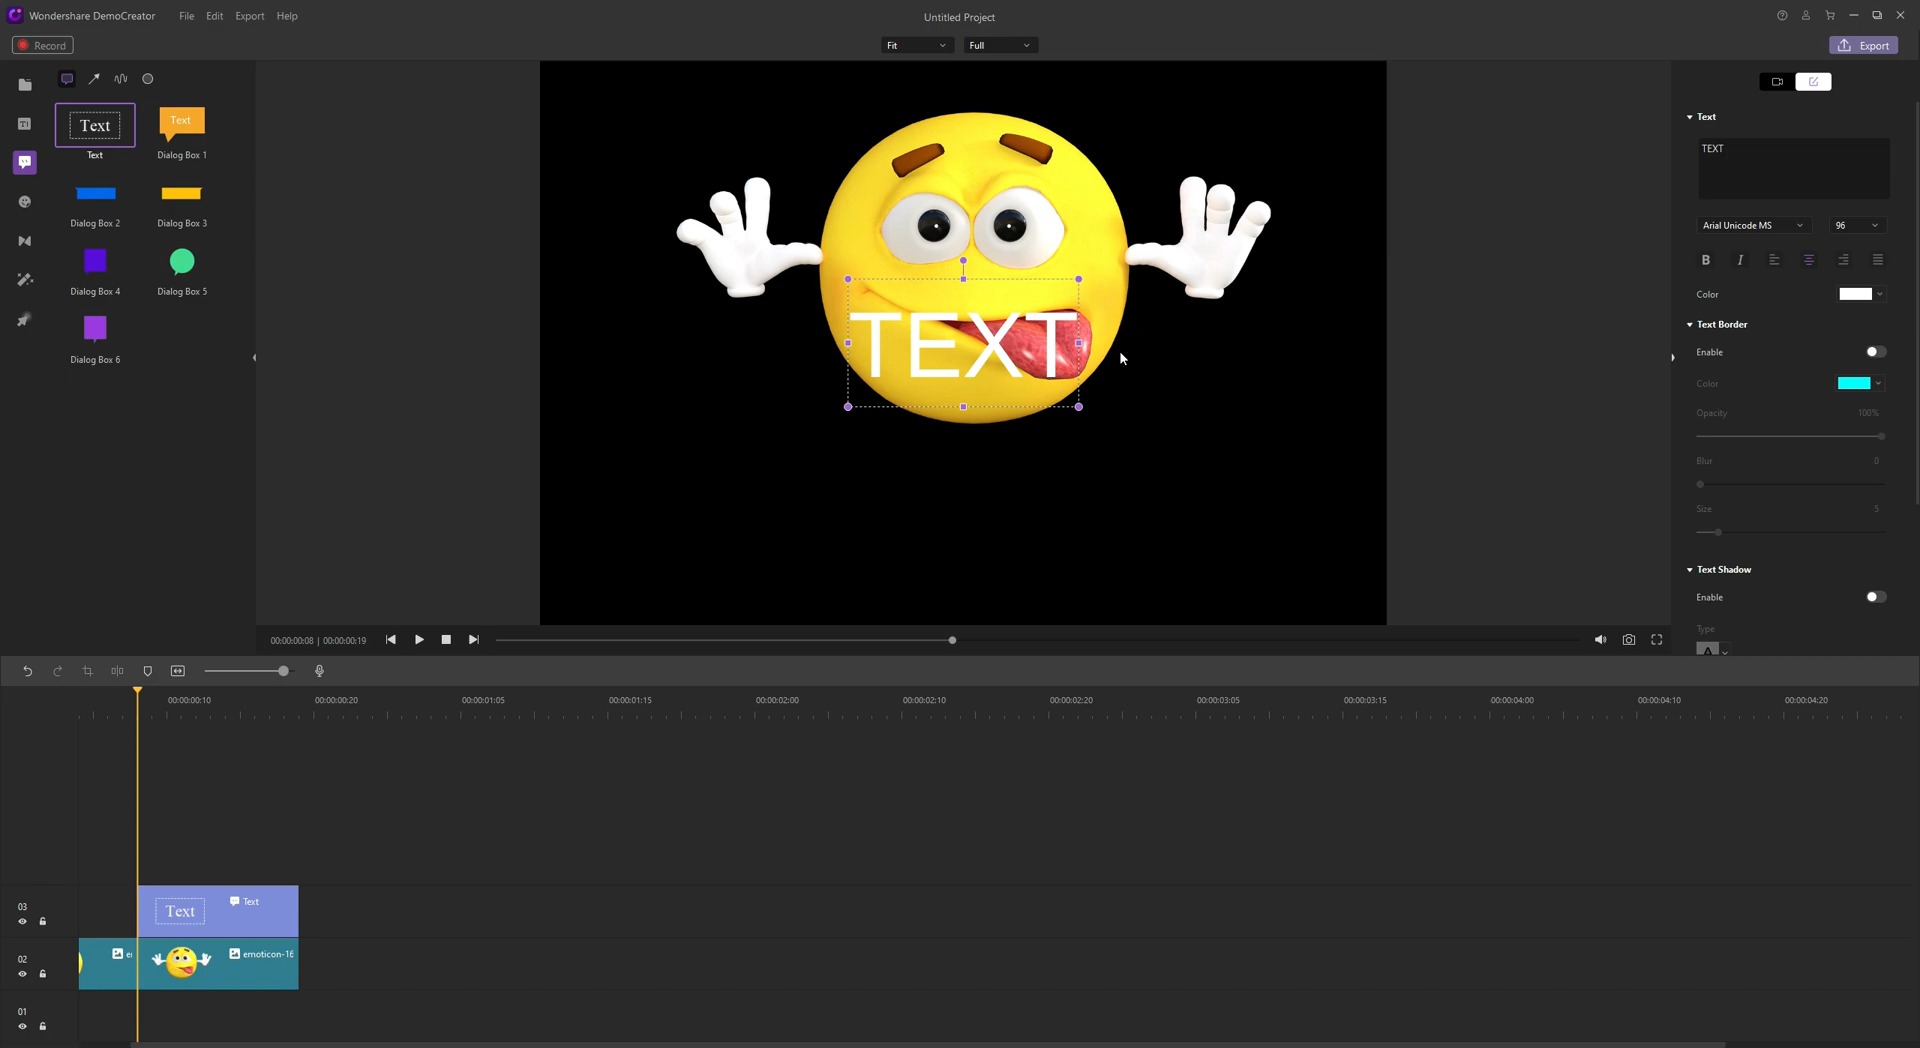 Wondershare DemoCreator File Edit Export Help
Untitled Project
Record
Fit Full
Export
Text
Text
Text
Dialog Box 1
Dialog Box 2
Dialog Box 3
Dialog Box 4
Dialog Box 5
Dialog Box 6
TEXT
Text
TEXT
Arial Unicode MS 96
B I
Color
Text Border
Enable
Color
Opacity 100%
Blur 0
Size 5
Text Shadow
Enable
Type
A
00:00:00:08 | 00:00:00:19
00:00:00:10 00:00:00:20 00:00:01:05 00:00:01:15 00:00:02:00 00:00:02:10 00:00:02:20 00:00:03:05 00:00:03:15 00:00:04:00 00:00:04:10 00:00:04:20
03
Text
Text
02
emoticon-16
01